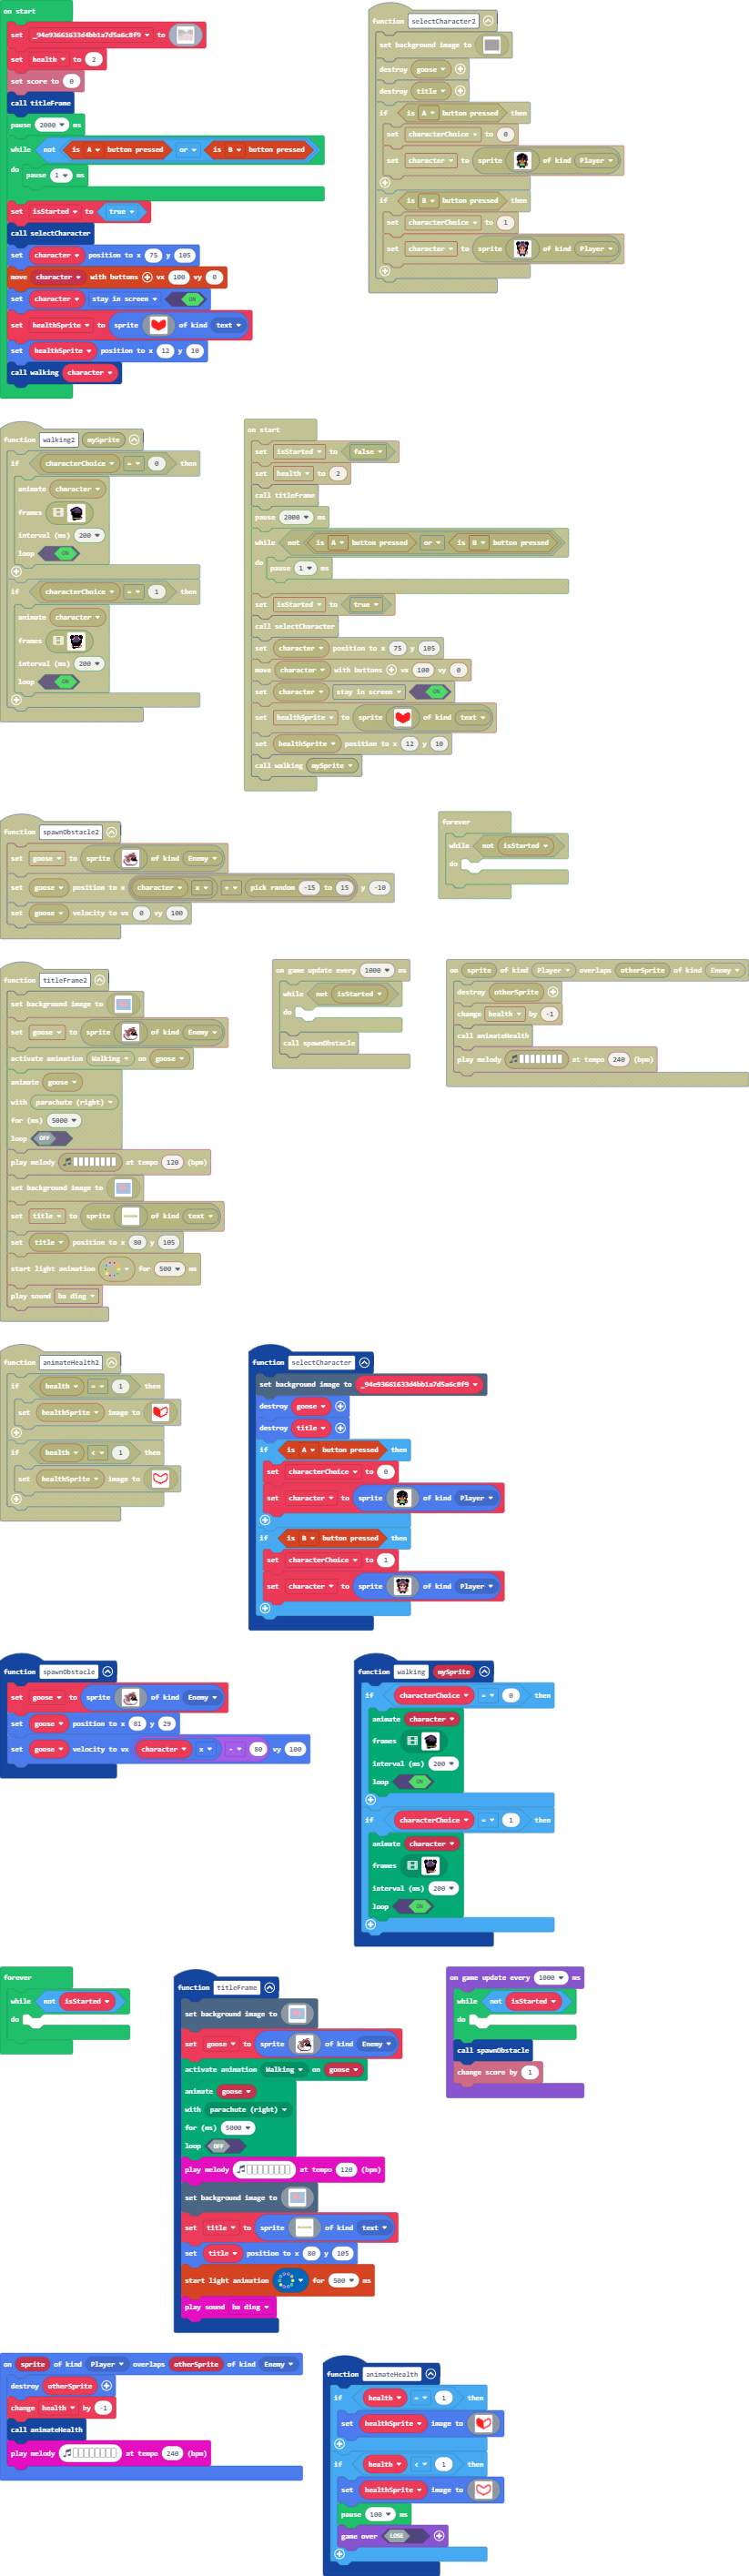 on start
set _94e93661633d4bb1a7d5a6c8f9 to
set health to 2
set score to 0
call titleFrame
pause 2000 ms
while not is A button pressed or is B button pressed
do pause 1 ms
set isStarted to true
call selectCharacter
set character position to x 75 y 105
move character with buttons vx 100 vy 0
set character stay in screen ON
set healthSprite to sprite of kind text
set healthSprite position to x 12 y 10
call walking character
function selectCharacter2
set background image to
destroy goose
destroy title
if is A button pressed then
set characterChoice to 0
set character to sprite of kind Player
if is B button pressed then
set characterChoice to 1
set character to sprite of kind Player
function walking2 mySprite
if characterChoice = 0 then
animate character
frames
interval (ms) 200
loop ON
if characterChoice = 1 then
animate character
frames
interval (ms) 200
loop ON
on start
set isStarted to false
set health to 2
call titleFrame
pause 2000 ms
while not is A button pressed or is B button pressed
do pause 1 ms
set isStarted to true
call selectCharacter
set character position to x 75 y 105
move character with buttons vx 100 vy 0
set character stay in screen ON
set healthSprite to sprite of kind text
set healthSprite position to x 12 y 10
call walking mySprite
function spawnObstacle2
set goose to sprite of kind Enemy
set goose position to x character x + pick random -15 to 15 y -10
set goose velocity to vx 0 vy 100
forever
while not isStarted
do
function titleFrame2
set background image to
set goose to sprite of kind Enemy
activate animation Walking on goose
animate goose
with parachute (right)
for (ms) 5000
loop OFF
play melody at tempo 120 (bpm)
set background image to
set title to sprite of kind text
set title position to x 80 y 105
start light animation for 500 ms
play sound ba ding
on game update every 1000 ms
while not isStarted
do
call spawnObstacle
on sprite of kind Player overlaps otherSprite of kind Enemy
destroy otherSprite
change health by -1
call animateHealth
play melody at tempo 240 (bpm)
function animateHealth2
if health = 1 then
set healthSprite image to
if health < 1 then
set healthSprite image to
function selectCharacter
set background image to _94e93661633d4bb1a7d5a6c8f9
destroy goose
destroy title
if is A button pressed then
set characterChoice to 0
set character to sprite of kind Player
if is B button pressed then
set characterChoice to 1
set character to sprite of kind Player
function spawnObstacle
set goose to sprite of kind Enemy
set goose position to x 81 y 29
set goose velocity to vx character x - 80 vy 100
function walking mySprite
if characterChoice = 0 then
animate character
frames
interval (ms) 200
loop ON
if characterChoice = 1 then
animate character
frames
interval (ms) 200
loop ON
forever
while not isStarted
do
function titleFrame
set background image to
set goose to sprite of kind Enemy
activate animation Walking on goose
animate goose
with parachute (right)
for (ms) 5000
loop OFF
play melody at tempo 120 (bpm)
set background image to
set title to sprite of kind text
set title position to x 80 y 105
start light animation for 500 ms
play sound ba ding
on game update every 1000 ms
while not isStarted
do
call spawnObstacle
change score by 1
on sprite of kind Player overlaps otherSprite of kind Enemy
destroy otherSprite
change health by -1
call animateHealth
play melody at tempo 240 (bpm)
function animateHealth
if health = 1 then
set healthSprite image to
if health < 1 then
set healthSprite image to
pause 100 ms
game over LOSE